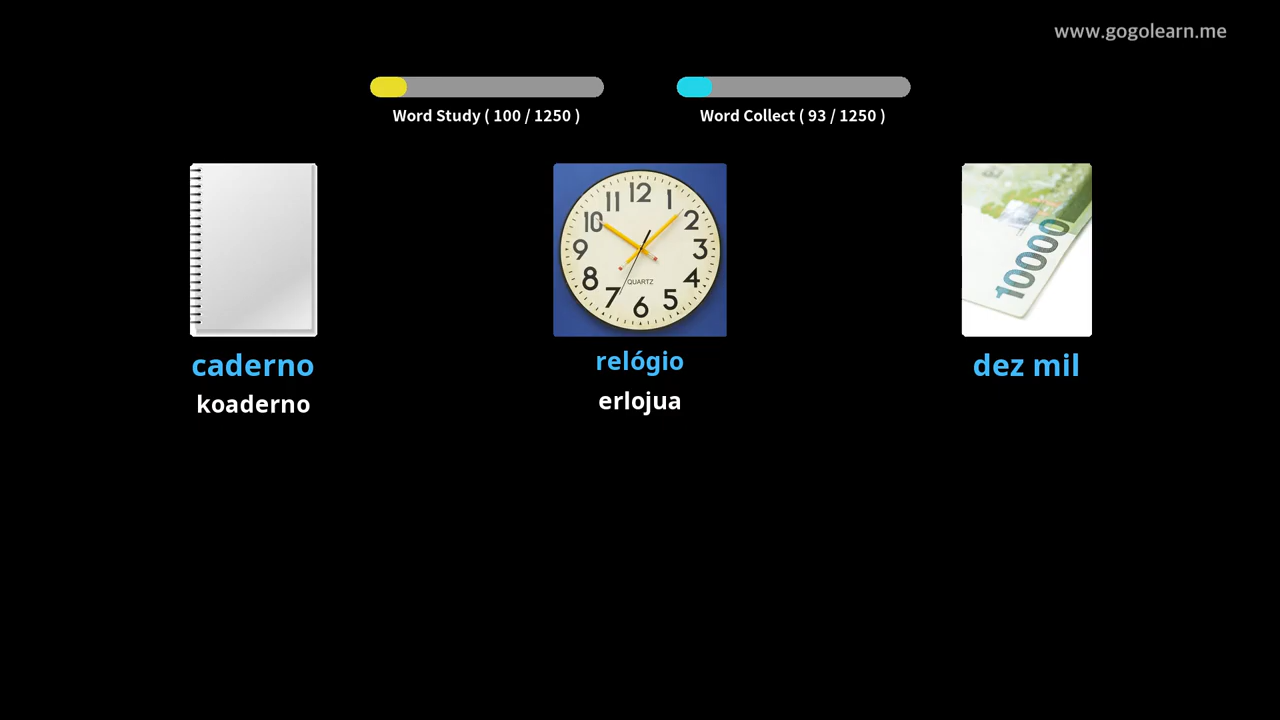 www.gogolearn.me
Word Study ( 100 / 1250 )
Word Collect ( 93 / 1250 )
12
11
1
10
2
9
3
8
4
QUARTZ
7
5
6
10000
caderno
relógio
dez mil
koaderno
erlojua